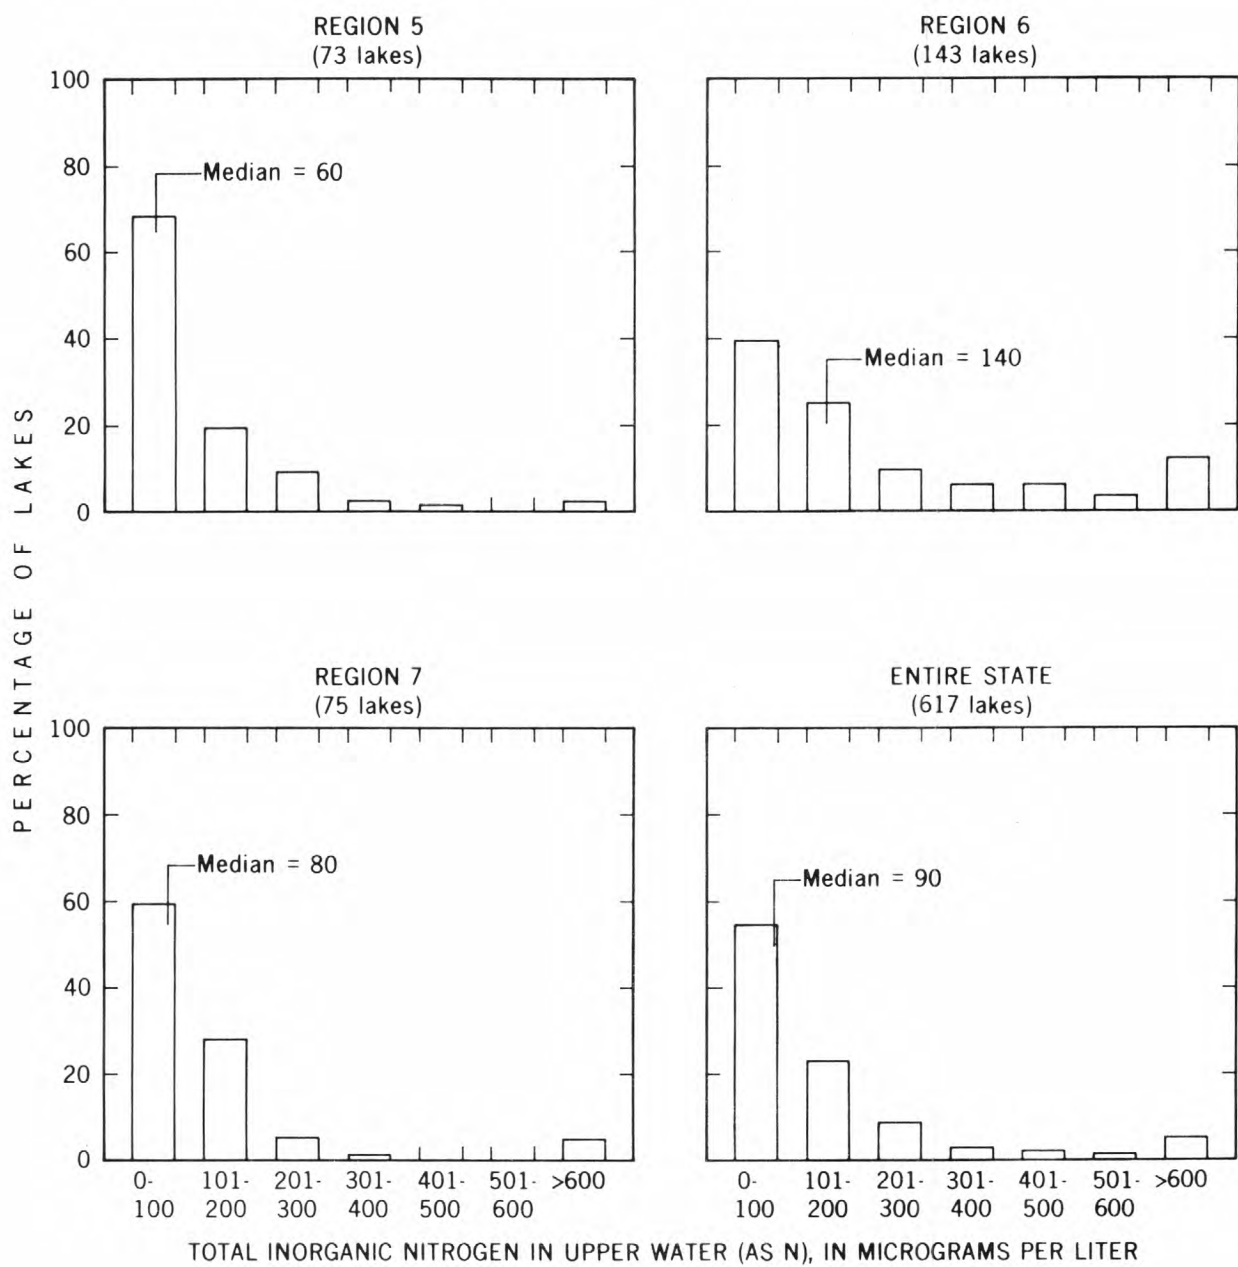 REGION 5
(73 lakes)
REGION 6
(143 lakes)
100
80
60
40
20
0
Median = 60
Median = 140
PERCENTAGE OF LAKES
REGION 7
(75 lakes)
ENTIRE STATE
(617 lakes)
100
80
60
40
20
0
Median = 80
Median = 90
0-
100
101-
200
201-
300
301-
400
401-
500
501-
600
>600
0-
100
101-
200
201-
300
301-
400
401-
500
501-
600
>600
TOTAL INORGANIC NITROGEN IN UPPER WATER (AS N), IN MICROGRAMS PER LITER